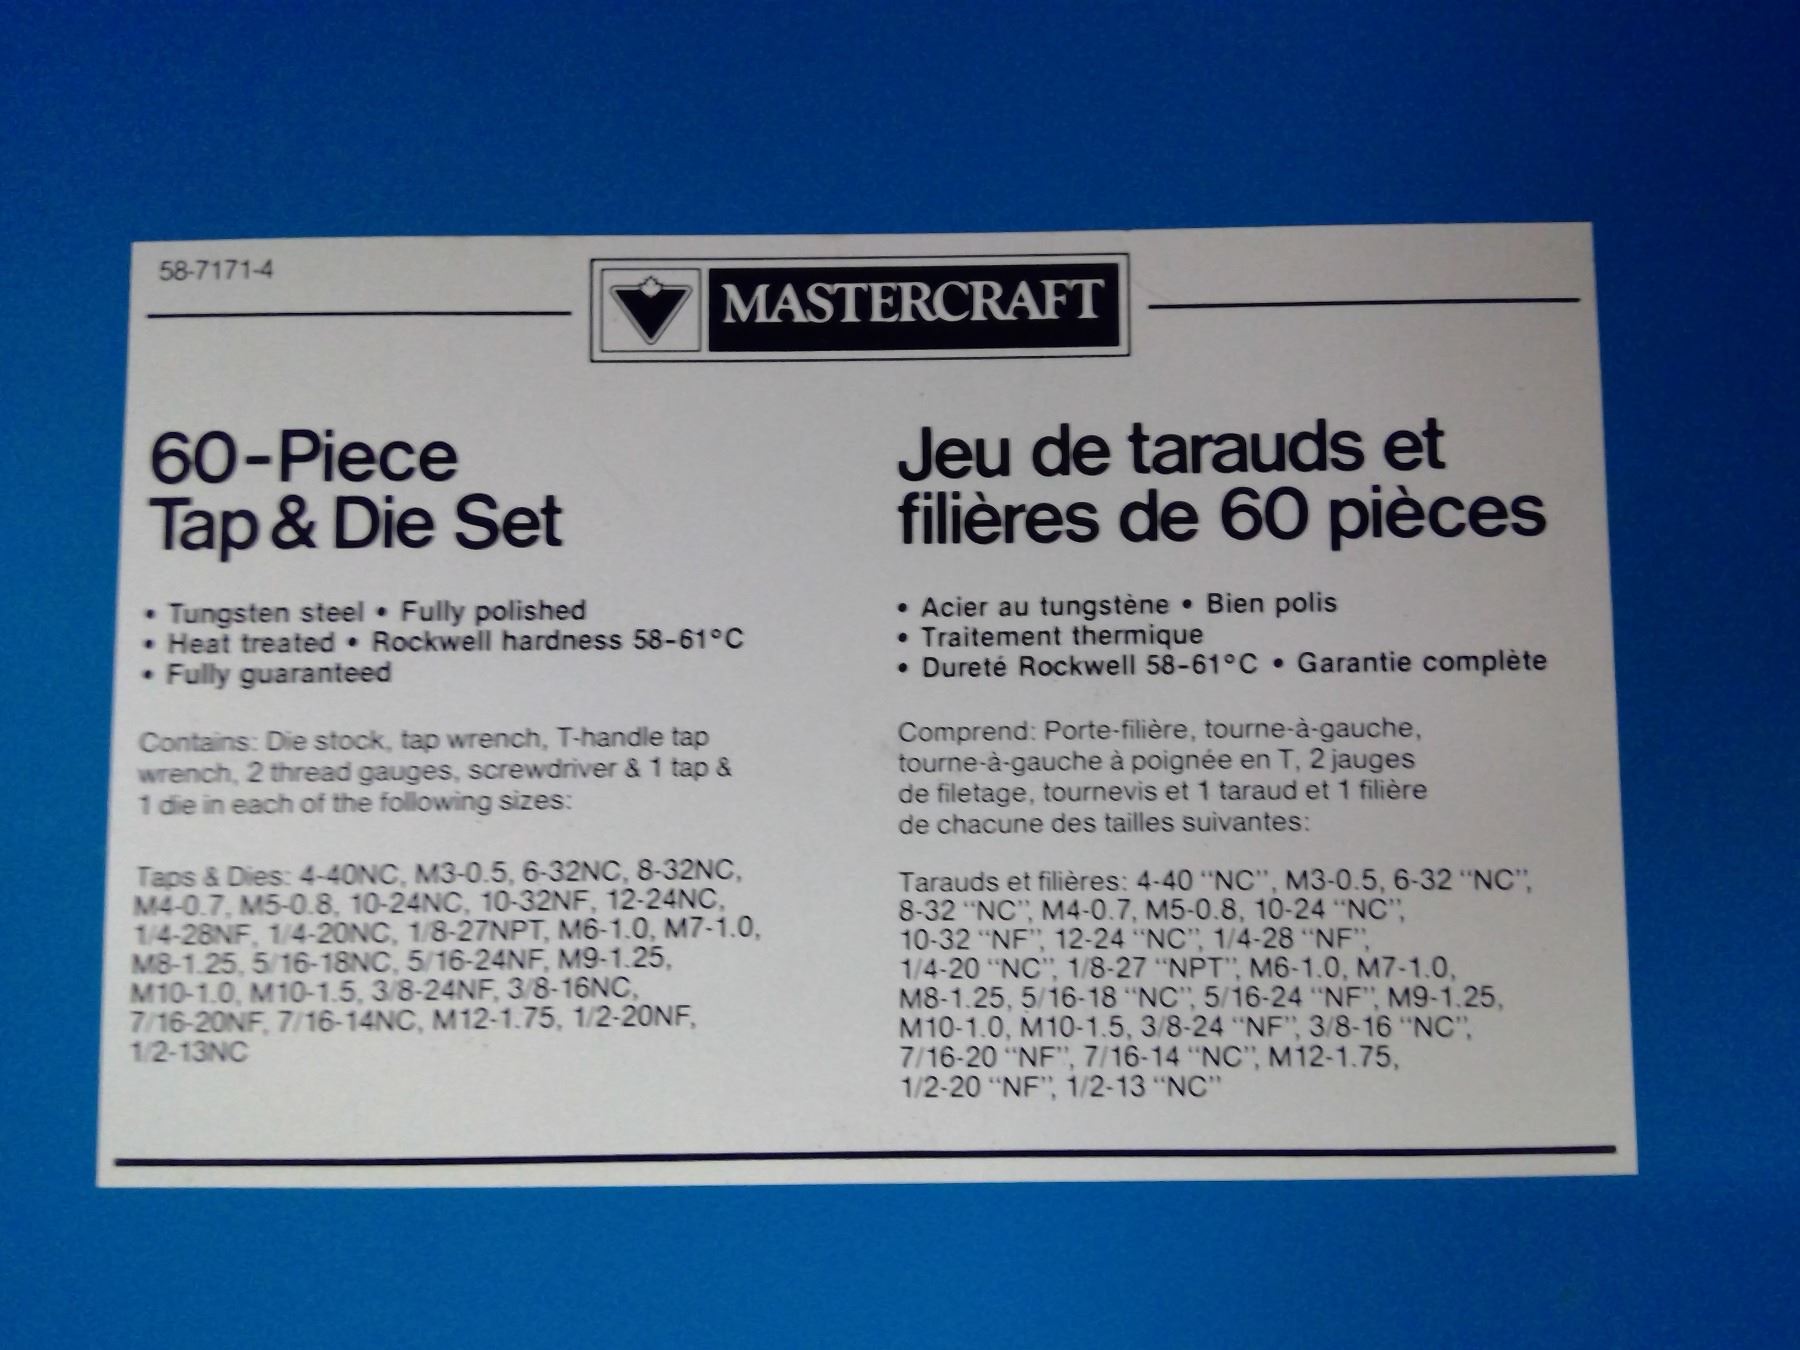 58-7171-4
MASTERCRAFT
60-Piece
Tap & Die Set
• Tungsten steel • Fully polished
• Heat treated • Rockwell hardness 58-61°C
• Fully guaranteed
Contains: Die stock, tap wrench, T-handle tap
wrench, 2 thread gauges, screwdriver & 1 tap &
1 die in each of the following sizes:
Taps & Dies: 4-40NC, M3-0.5, 6-32NC, 8-32NC,
M4-0.7, M5-0.8, 10-24NC, 10-32NF, 12-24NC,
1/4-28NF, 1/4-20NC, 1/8-27NPT, M6-1.0, M7-1.0,
M8-1.25, 5/16-18NC, 5/16-24NF, M9-1.25,
M10-1.0, M10-1.5, 3/8-24NF, 3/8-16NC,
7/16-20NF, 7/16-14NC, M12-1.75, 1/2-20NF,
1/2-13NC
Jeu de tarauds et
filières de 60 pièces
• Acier au tungstène • Bien polis
• Traitement thermique
• Dureté Rockwell 58-61°C • Garantie complète
Comprend: Porte-filière, tourne-à-gauche,
tourne-à-gauche à poignée en T, 2 jauges
de filetage, tournevis et 1 taraud et 1 filière
de chacune des tailles suivantes:
Tarauds et filières: 4-40 “NC”, M3-0.5, 6-32 “NC”,
8-32 “NC”, M4-0.7, M5-0.8, 10-24 “NC”,
10-32 “NF”, 12-24 “NC”, 1/4-28 “NF”,
1/4-20 “NC”, 1/8-27 “NPT”, M6-1.0, M7-1.0,
M8-1.25, 5/16-18 “NC”, 5/16-24 “NF”, M9-1.25,
M10-1.0, M10-1.5, 3/8-24 “NF”, 3/8-16 “NC”,
7/16-20 “NF”, 7/16-14 “NC”, M12-1.75,
1/2-20 “NF”, 1/2-13 “NC”